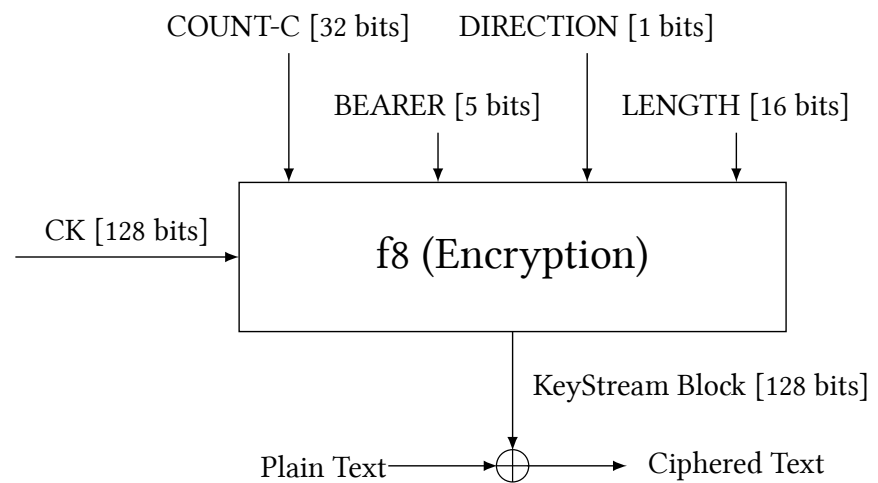 COUNT-C [32 bits] DIRECTION [1 bits]
BEARER [5 bits] LENGTH [16 bits]
CK [128 bits]
f8 (Encryption)
KeyStream Block [128 bits]
Plain Text Ciphered Text